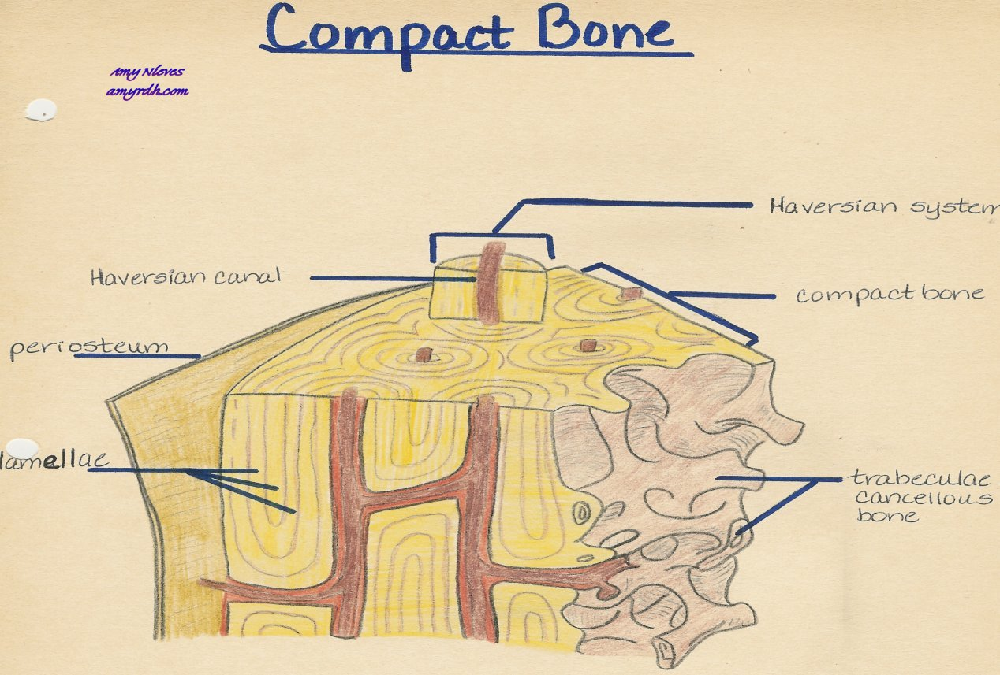 Compact Bone
Amy Nieves
amyrdh.com
Haversian system
Haversian canal
compact bone
periosteum
lamellae
trabeculae
cancellous
bone